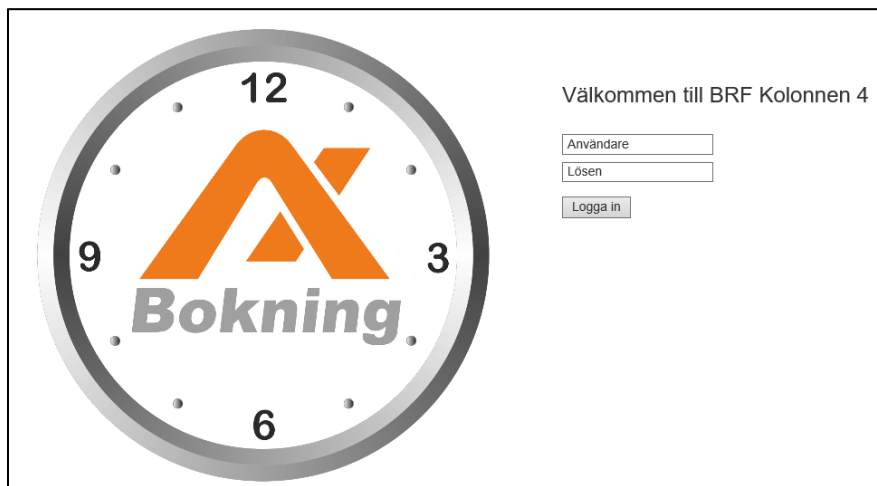 12
9
3
Bokning
6
Välkommen till BRF Kolonnen 4
Användare
Lösen
Logga in